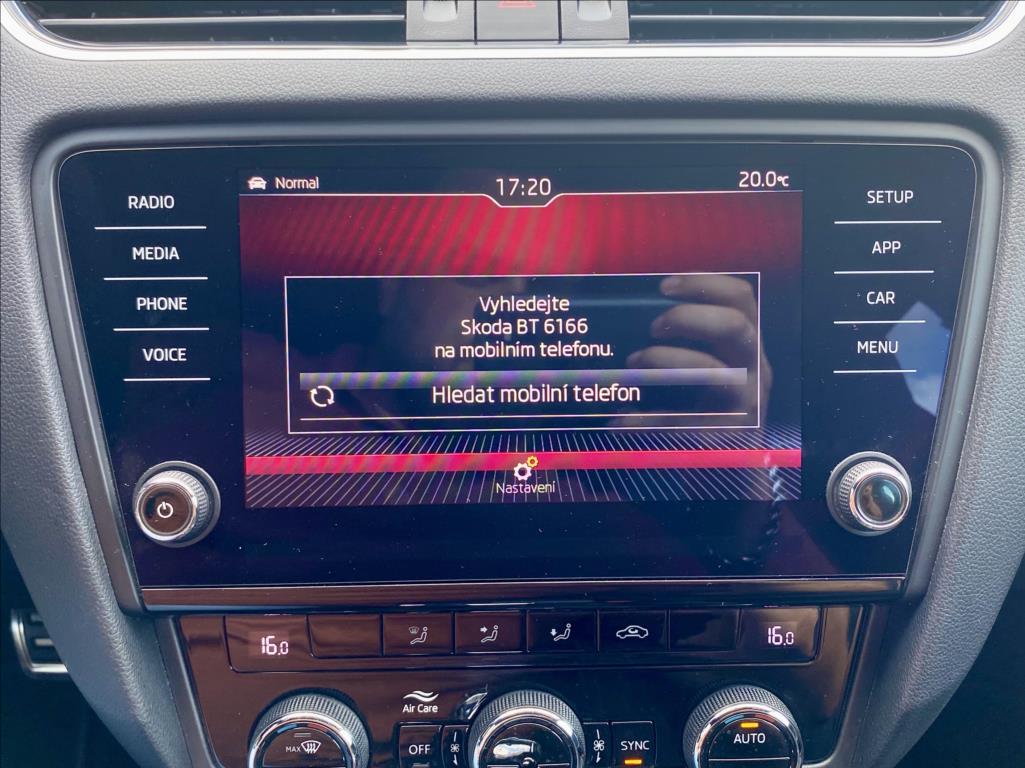 Normal
17:20
20.0°C
RADIO
MEDIA
PHONE
VOICE
SETUP
APP
CAR
MENU
Vyhledejte
Skoda BT 6166
na mobilním telefonu.
Hledat mobilní telefon
Nastavení
16.0
16.0
Air Care
MAX
OFF
SYNC
AUTO